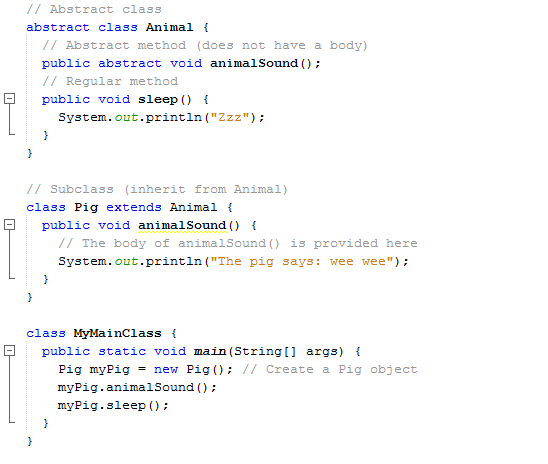 // Abstract class
abstract class Animal {
  // Abstract method (does not have a body)
  public abstract void animalSound();
  // Regular method
  public void sleep() {
    System.out.println("Zzz");
  }
}

// Subclass (inherit from Animal)
class Pig extends Animal {
  public void animalSound() {
    // The body of animalSound() is provided here
    System.out.println("The pig says: wee wee");
  }
}

class MyMainClass {
  public static void main(String[] args) {
    Pig myPig = new Pig(); // Create a Pig object
    myPig.animalSound();
    myPig.sleep();
  }
}